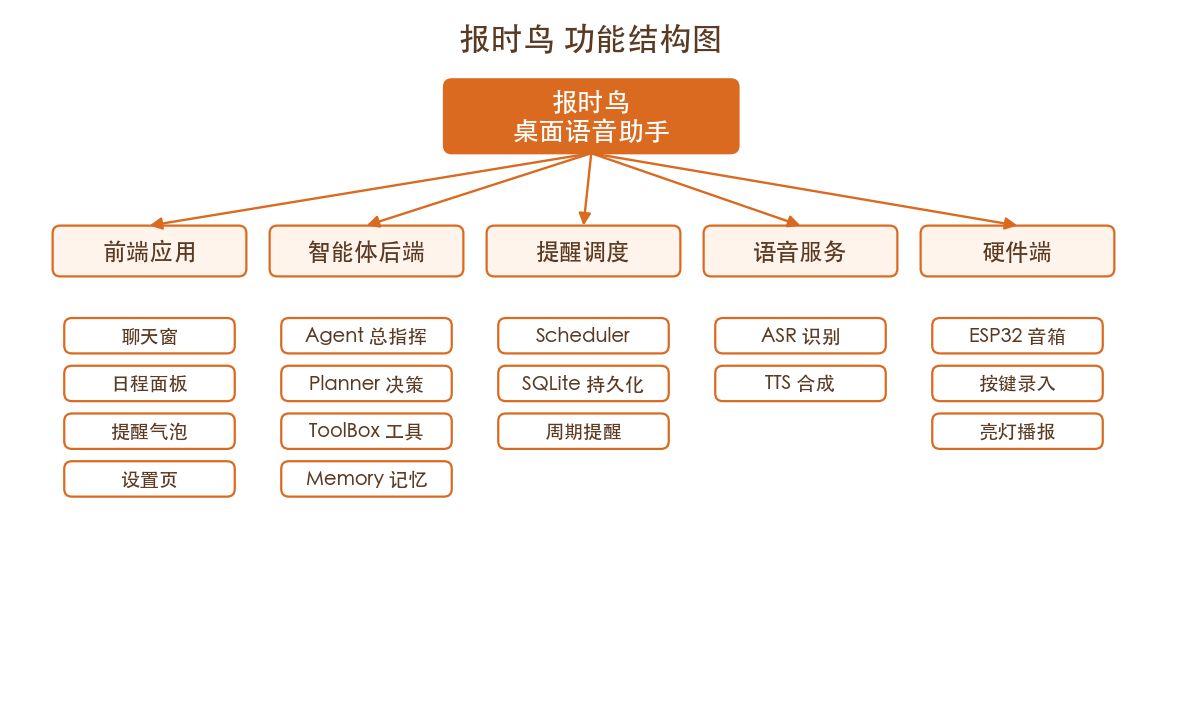 报时鸟 功能结构图
报时鸟
桌面语音助手
前端应用
智能体后端
提醒调度
语音服务
硬件端
聊天窗
Agent 总指挥
Scheduler
ASR 识别
ESP32 音箱
日程面板
Planner 决策
SQLite 持久化
TTS 合成
按键录入
提醒气泡
ToolBox 工具
周期提醒
亮灯播报
设置页
Memory 记忆